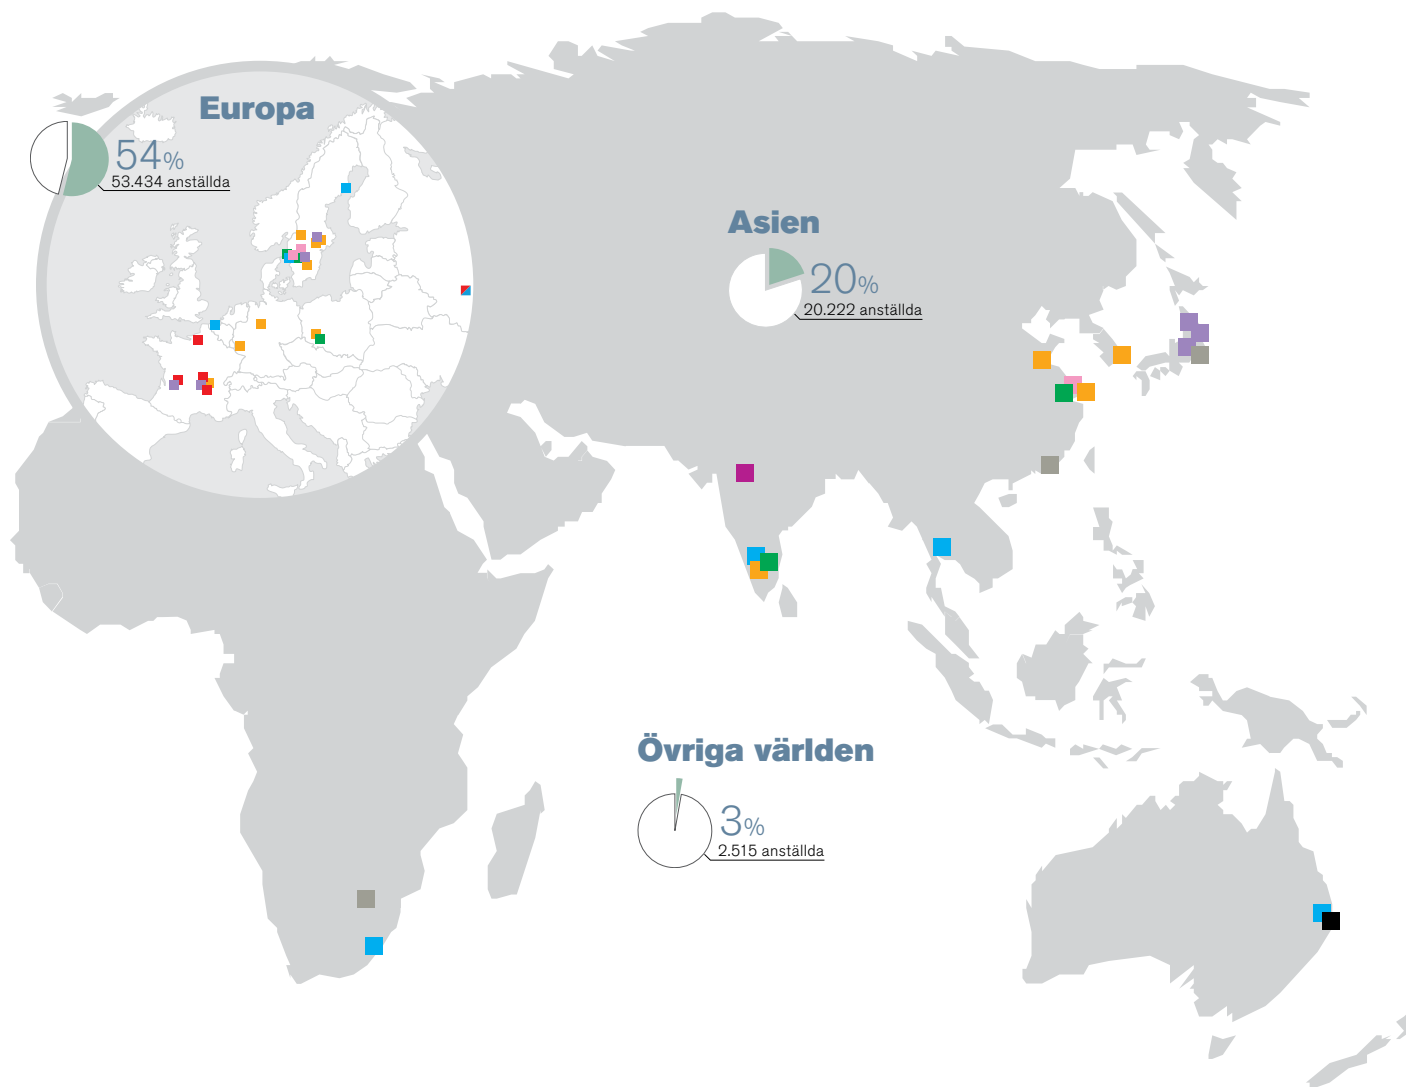 Europa
54%
53.434 anställda
Asien
20%
20.222 anställda
Övriga världen
3%
2.515 anställda